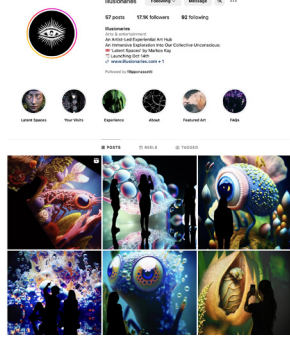 illusionaries
Following
Message
57 posts 17.1K followers 92 following
Illusionaries
Arts & entertainment
An Artist-Led Experiential Art Hub
An Immersive Exploration Into Our Collective Unconscious:
'Latent Spaces' by Markos Kay
Launching Oct 14th
www.illusionaries.com + 1
Followed by
Latent Spaces Your Visits Experience About Featured Art FAQs
POSTS REELS TAGGED